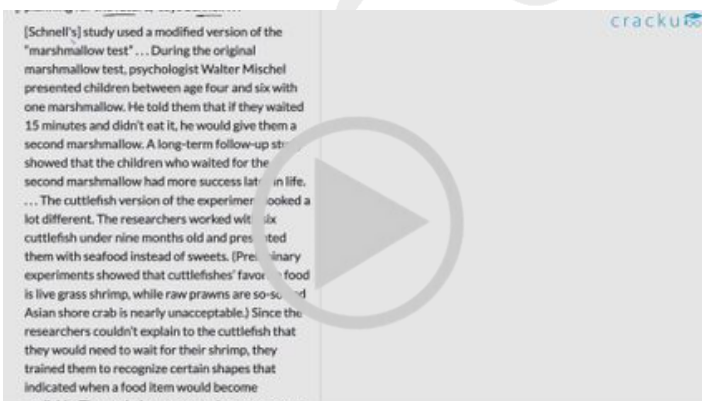 cracku
[Schnell's] study used a modified version of the
"marshmallow test" . . . During the original
marshmallow test, psychologist Walter Mischel
presented children between age four and six with
one marshmallow. He told them that if they waited
15 minutes and didn't eat it, he would give them a
second marshmallow. A long-term follow-up
showed that the children who waited for the
second marshmallow had more success in life.
. . . The cuttlefish version of the looked a
lot different. The researchers worked
cuttlefish under nine months old and
them with seafood instead of sweets.
experiments showed that cuttlefishes' food
is live grass shrimp, while raw prawns are
Asian shore crab is nearly unacceptable.) Since the
researchers couldn't explain to the cuttlefish that
they would need to wait for their shrimp, they
trained them to recognize certain shapes that
indicated when a food item would become